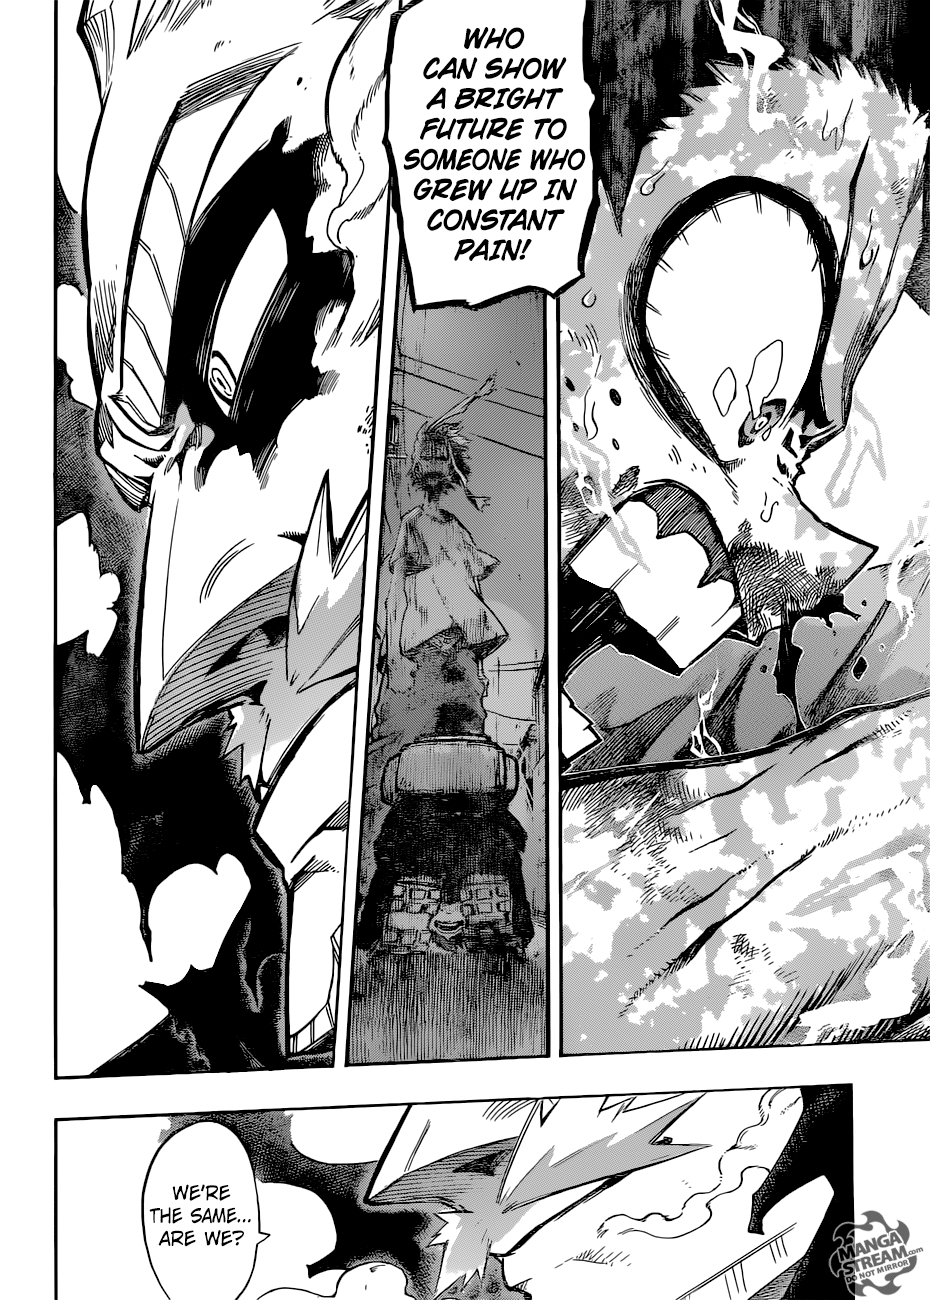 WHO
CAN SHOW
A BRIGHT
FUTURE TO
SOMEONE WHO
GREW UP IN
CONSTANT
PAIN!
WE'RE
THE SAME...
ARE WE?
MANGA
STREAM.com
DO NOT MIRROR!